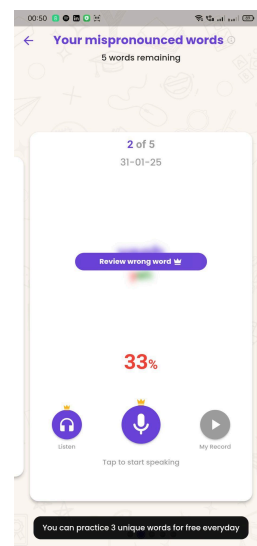 00:50
Your mispronounced words
5 words remaining
2 of 5
31-01-25
Review wrong word
33%
Listen
My Record
Tap to start speaking
You can practice 3 unique words for free everyday